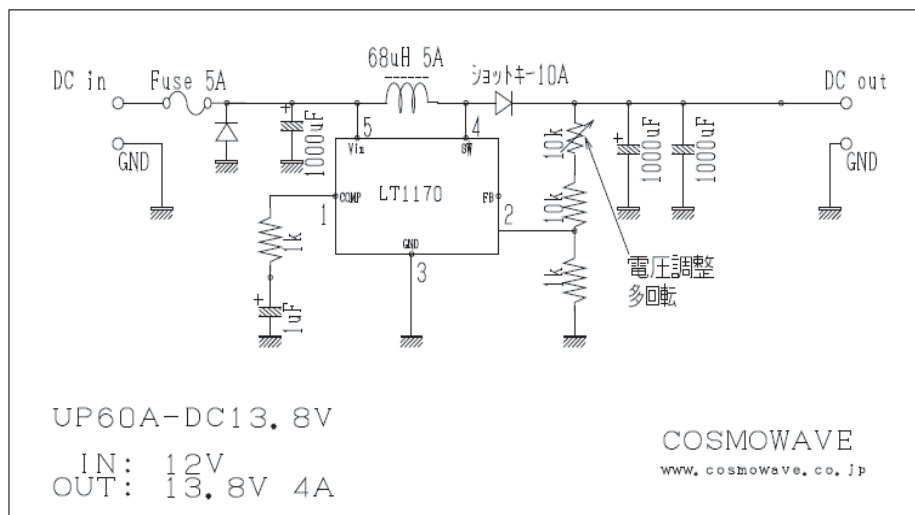 68uH 5A
ショットキー10A
DC in
Fuse 5A
DC out
GND
1000uF
5
Vin
4
SW
10k
1000uF
1000uF
GND
LT1170
COMP
1
FB
2
10k
1k
GND
3
1k
電圧調整
多回転
1uF
UP60A-DC13.8V
IN: 12V
OUT: 13.8V 4A
COSMOWAVE
www.cosmowave.co.jp